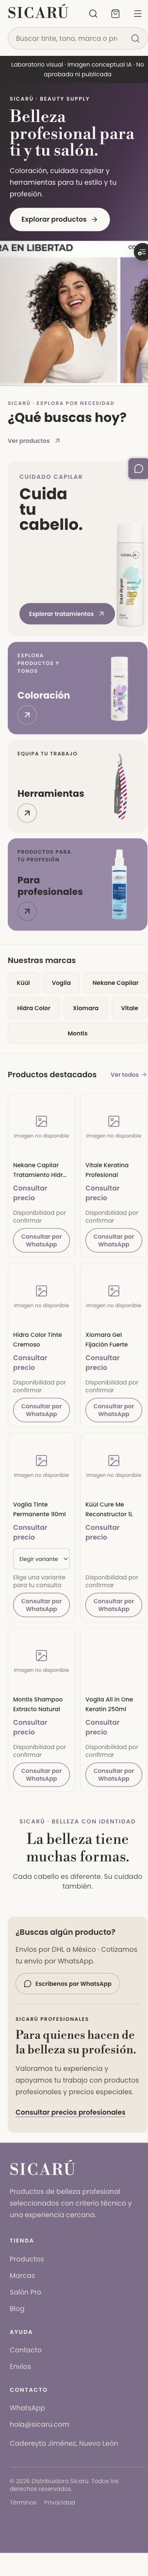 SICARÚ
Buscar tinte, tono, marca o pro
Laboratorio visual · Imagen conceptual IA · No
aprobada ni publicada
SICARÚ · BEAUTY SUPPLY
Belleza
profesional para
ti y tu salón.
Coloración, cuidado capilar y
herramientas para tu estilo y tu
profesión.
Explorar productos →
RA EN LIBERTAD
SICARÚ · EXPLORA POR NECESIDAD
¿Qué buscas hoy?
Ver productos ↗
CUIDADO CAPILAR
Cuida
tu
cabello.
VOGLIA
Total Repair
Explorar tratamientos ↗
EXPLORA
PRODUCTOS Y
TONOS
Coloración
EQUIPA TU TRABAJO
Herramientas
PRODUCTOS PARA
TU PROFESIÓN
Para
profesionales
Nuestras marcas
Küül
Voglia
Nekane Capilar
Hidra Color
Xiomara
Vitale
Montis
Productos destacados
Ver todos →
Imagen no disponible
Imagen no disponible
Nekane Capilar
Tratamiento Hidr...
Vitale Keratina
Profesional
Consultar
precio
Consultar
precio
Disponibilidad por
confirmar
Disponibilidad por
confirmar
Consultar por
WhatsApp
Consultar por
WhatsApp
Imagen no disponible
Imagen no disponible
Hidra Color Tinte
Cremoso
Xiomara Gel
Fijación Fuerte
Consultar
precio
Consultar
precio
Disponibilidad por
confirmar
Disponibilidad por
confirmar
Consultar por
WhatsApp
Consultar por
WhatsApp
Imagen no disponible
Imagen no disponible
Voglia Tinte
Permanente 90ml
Küül Cure Me
Reconstructor 1L
Consultar
precio
Consultar
precio
Elegir variante
Elige una variante
para tu consulta
Disponibilidad por
confirmar
Consultar por
WhatsApp
Consultar por
WhatsApp
Imagen no disponible
Imagen no disponible
Montis Shampoo
Extracto Natural
Voglia All in One
Keratin 250ml
Consultar
precio
Consultar
precio
Disponibilidad por
confirmar
Disponibilidad por
confirmar
Consultar por
WhatsApp
Consultar por
WhatsApp
SICARÚ · BELLEZA CON IDENTIDAD
La belleza tiene
muchas formas.
Cada cabello es diferente. Su cuidado
también.
¿Buscas algún producto?
Envíos por DHL a México · Cotizamos
tu envío por WhatsApp.
Escríbenos por WhatsApp
SICARÚ PROFESIONALES
Para quienes hacen de
la belleza su profesión.
Valoramos tu experiencia y
apoyamos tu trabajo con productos
profesionales y precios especiales.
Consultar precios profesionales
SICARÚ
Productos de belleza profesional
seleccionados con criterio técnico y
una experiencia cercana.
TIENDA
Productos
Marcas
Salón Pro
Blog
AYUDA
Contacto
Envíos
CONTACTO
WhatsApp
hola@sicaru.com
Cadereyta Jiménez, Nuevo León
© 2026 Distribuidora Sicarú. Todos los
derechos reservados.
Términos
Privacidad